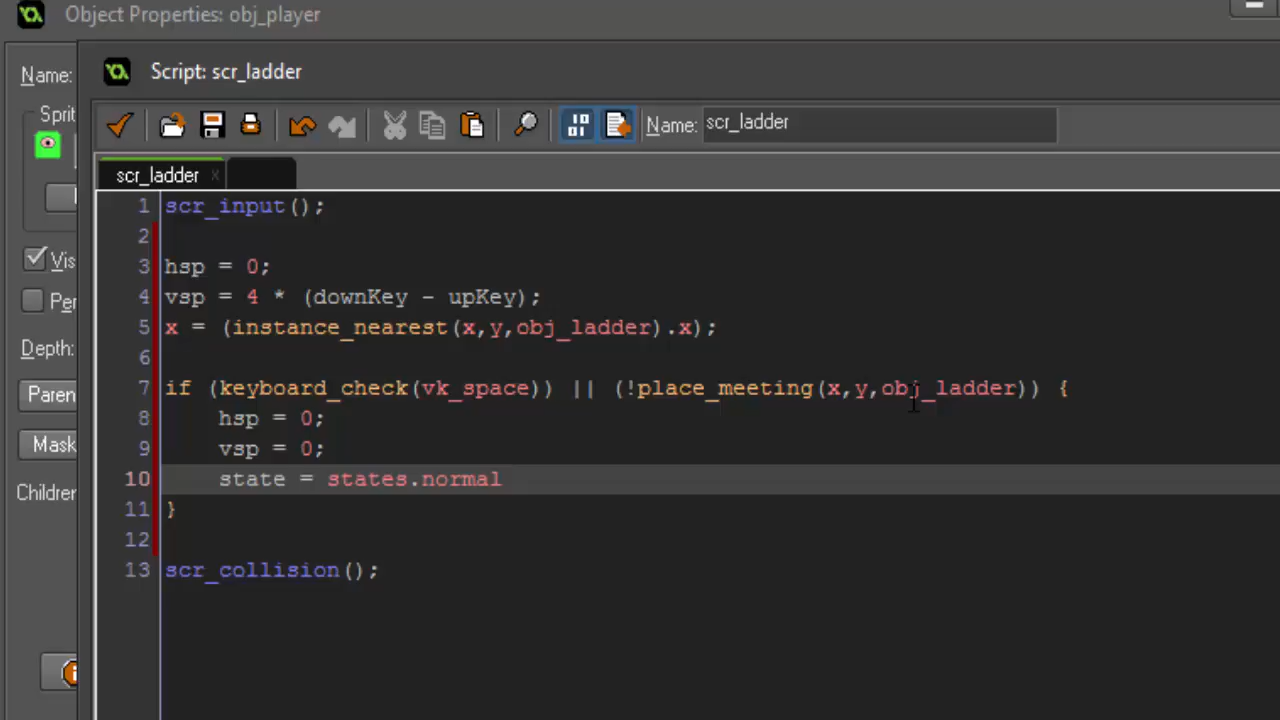 Object Properties: obj_player
Script: scr_ladder
Name:
Name: scr_ladder
scr_ladder x
1 scr_input();
2
3 hsp = 0;
4 vsp = 4 * (downKey - upKey);
5 x = (instance_nearest(x,y,obj_ladder).x);
6
7 if (keyboard_check(vk_space)) || (!place_meeting(x,y,obj_ladder)) {
8 hsp = 0;
9 vsp = 0;
10 state = states.normal
11 }
12
13 scr_collision();
Sprit
Vis
Per
Depth:
Paren
Mask
Children